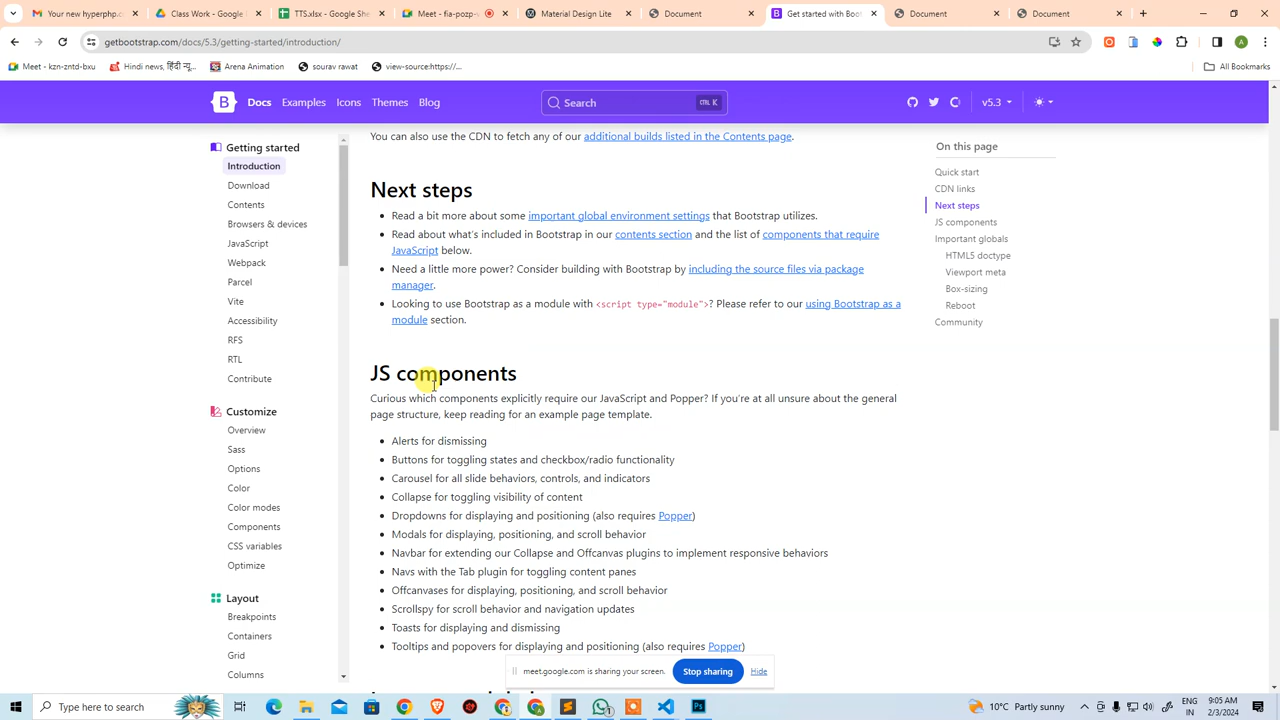 Your nur.hyperphp.
Class Work - Googl
TTS.xlsx - Google She
Meet - fia-pozp-
Material Design Lite
Document
Get started with Boo
Document
Document
getbootstrap.com/docs/5.3/getting-started/introduction/
A
Meet - kzn-zntd-bxu
Hindi news, हिंदी न्यू...
Arena Animation
sourav rawat
view-source:https://...
All Bookmarks
B
Docs
Examples
Icons
Themes
Blog
Search
CTRL K
v5.3
Getting started
Introduction
Download
Contents
Browsers & devices
JavaScript
Webpack
Parcel
Vite
Accessibility
RFS
RTL
Contribute
Customize
Overview
Sass
Options
Color
Color modes
Components
CSS variables
Optimize
Layout
Breakpoints
Containers
Grid
Columns
You can also use the CDN to fetch any of our additional builds listed in the Contents page.
Next steps
Read a bit more about some important global environment settings that Bootstrap utilizes.
Read about what's included in Bootstrap in our contents section and the list of components that require
JavaScript below.
Need a little more power? Consider building with Bootstrap by including the source files via package
manager.
Looking to use Bootstrap as a module with <script type="module">? Please refer to our using Bootstrap as a
module section.
JS components
Curious which components explicitly require our JavaScript and Popper? If you're at all unsure about the general
page structure, keep reading for an example page template.
Alerts for dismissing
Buttons for toggling states and checkbox/radio functionality
Carousel for all slide behaviors, controls, and indicators
Collapse for toggling visibility of content
Dropdowns for displaying and positioning (also requires Popper)
Modals for displaying, positioning, and scroll behavior
Navbar for extending our Collapse and Offcanvas plugins to implement responsive behaviors
Navs with the Tab plugin for toggling content panes
Offcanvases for displaying, positioning, and scroll behavior
Scrollspy for scroll behavior and navigation updates
Toasts for displaying and dismissing
Tooltips and popovers for displaying and positioning (also requires Popper)
On this page
Quick start
CDN links
Next steps
JS components
Important globals
HTML5 doctype
Viewport meta
Box-sizing
Reboot
Community
meet.google.com is sharing your screen.
Stop sharing
Hide
Type here to search
10°C Partly sunny
ENG
IN
9:05 AM
2/3/2024